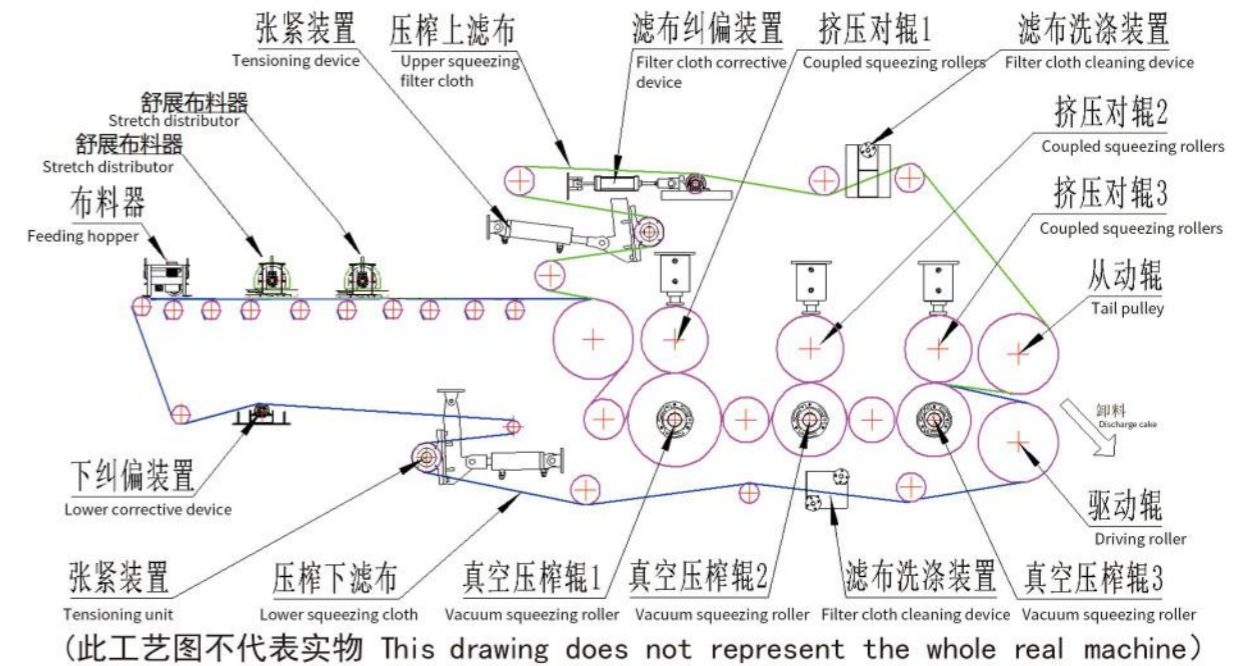 张紧装置
Tensioning device
压榨上滤布
Upper squeezing
filter cloth
滤布纠偏装置
Filter cloth corrective
device
挤压对辊1
Coupled squeezing rollers
滤布洗涤装置
Filter cloth cleaning device
舒展布料器
Stretch distributor
舒展布料器
Stretch distributor
布料器
Feeding hopper
挤压对辊2
Coupled squeezing rollers
挤压对辊3
Coupled squeezing rollers
从动辊
Tail pulley
卸料
Discharge cake
下纠偏装置
Lower corrective device
驱动辊
Driving roller
张紧装置
Tensioning unit
压榨下滤布
Lower squeezing cloth
真空压榨辊1
Vacuum squeezing roller
真空压榨辊2
Vacuum squeezing roller
滤布洗涤装置
Filter cloth cleaning device
真空压榨辊3
Vacuum squeezing roller
(此工艺图不代表实物 This drawing does not represent the whole real machine)